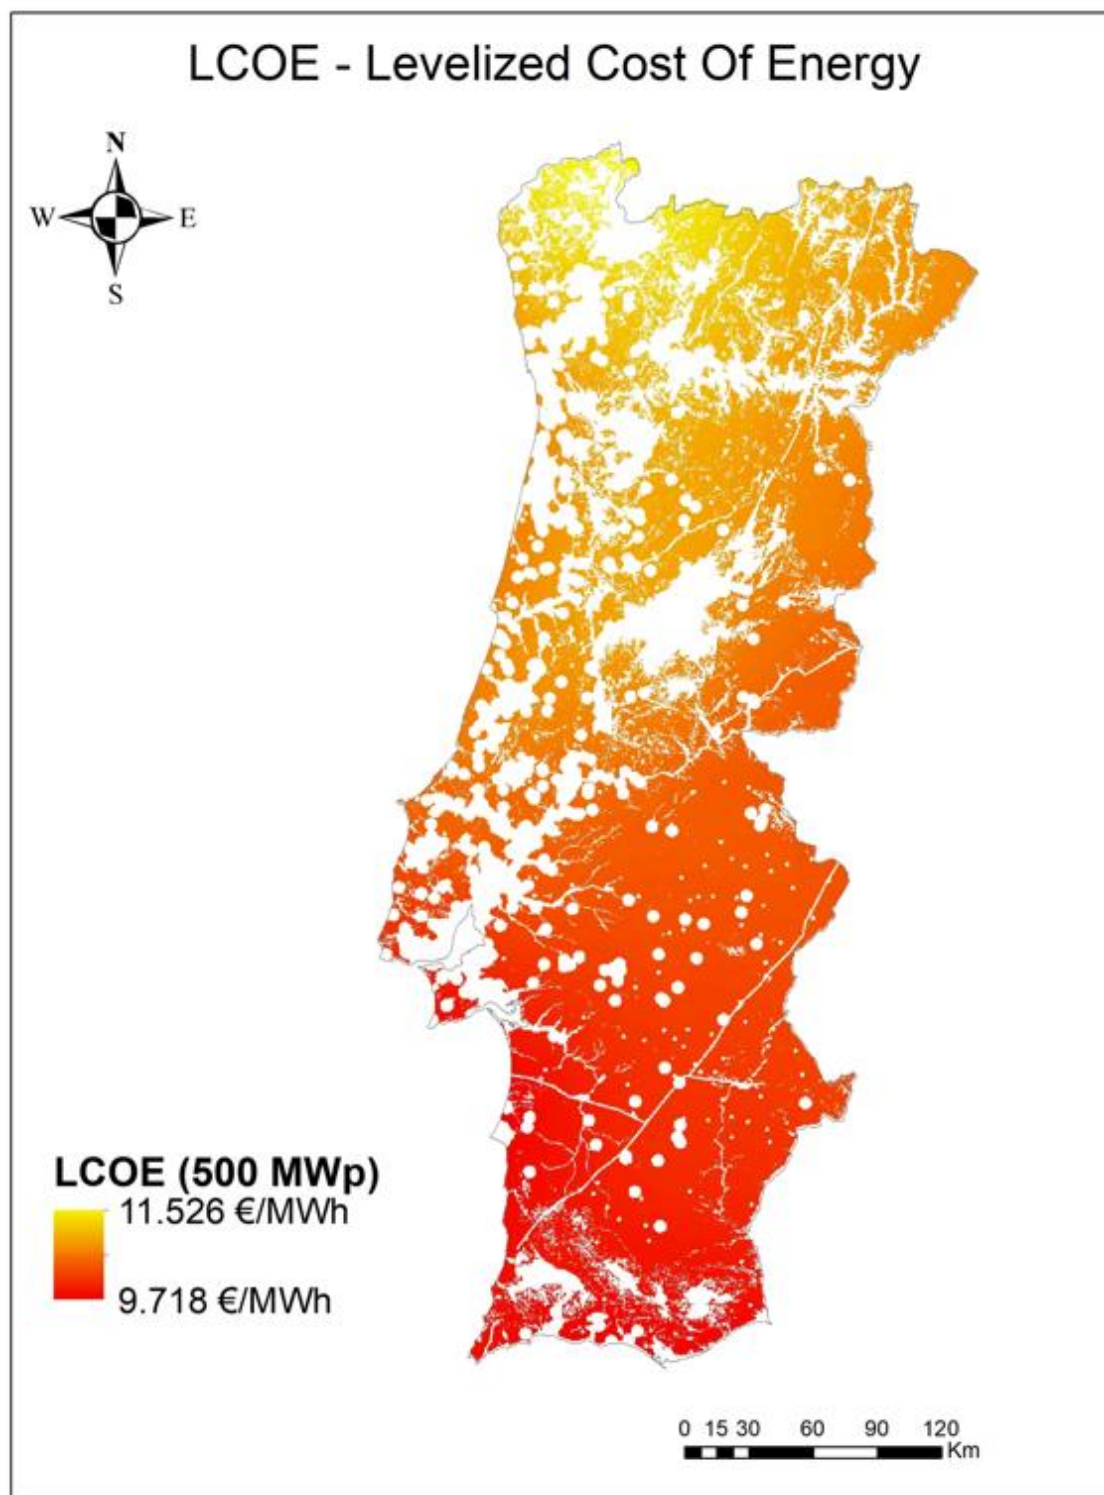 LCOE - Levelized Cost Of Energy
N
W E
S
LCOE (500 MWp)
11.526 €/MWh
9.718 €/MWh
0 15 30 60 90 120
Km